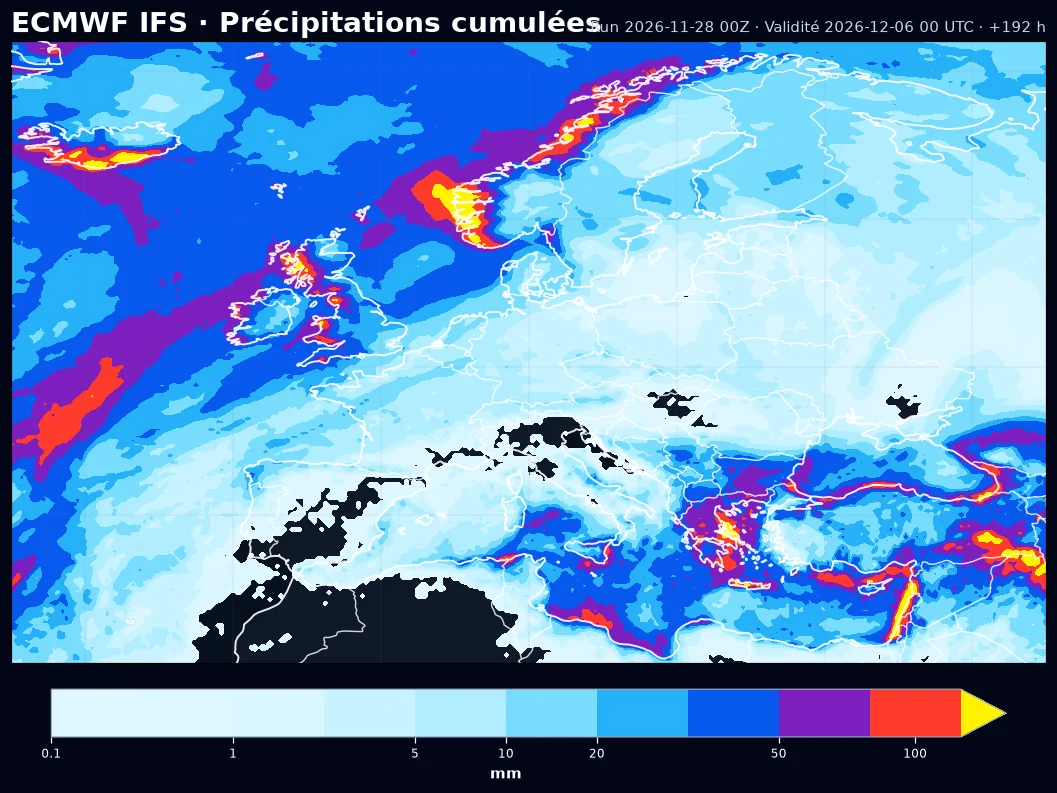 ECMWF IFS · Précipitations cumulées
Run 2026-11-28 00Z · Validité 2026-12-06 00 UTC · +192 h
0.1 1 5 10 20 50 100
mm